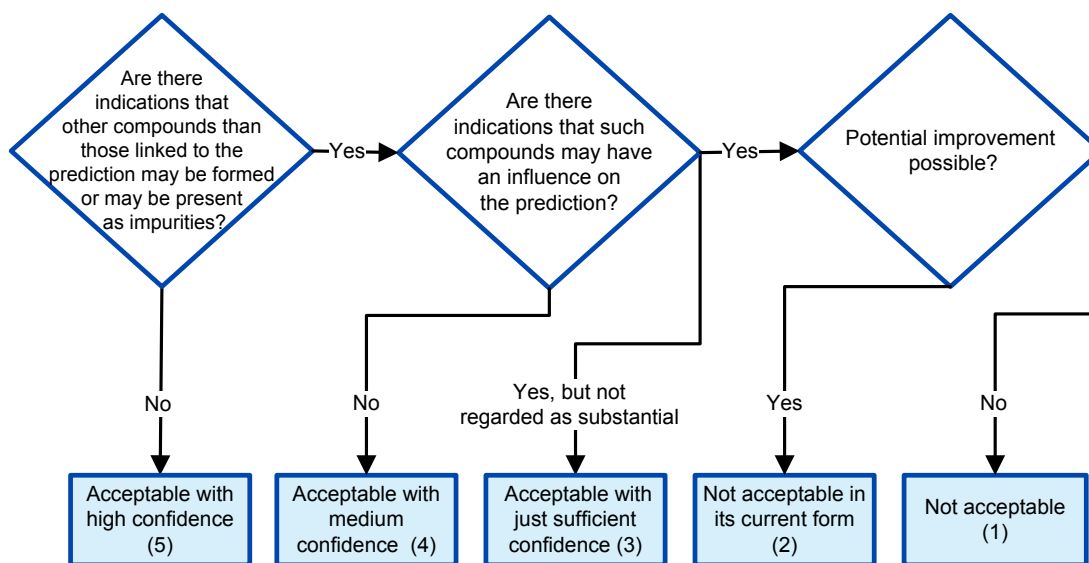 Are there
indications that
other compounds than
those linked to the
prediction may be formed
or may be present
as impurities?
Yes
Are there
indications that such
compounds may have
an influence on
the prediction?
Yes
Potential improvement
possible?
No
No
Yes, but not
regarded as substantial
Yes
No
Acceptable with
high confidence
(5)
Acceptable with
medium
confidence (4)
Acceptable with
just sufficient
confidence (3)
Not acceptable in
its current form
(2)
Not acceptable
(1)